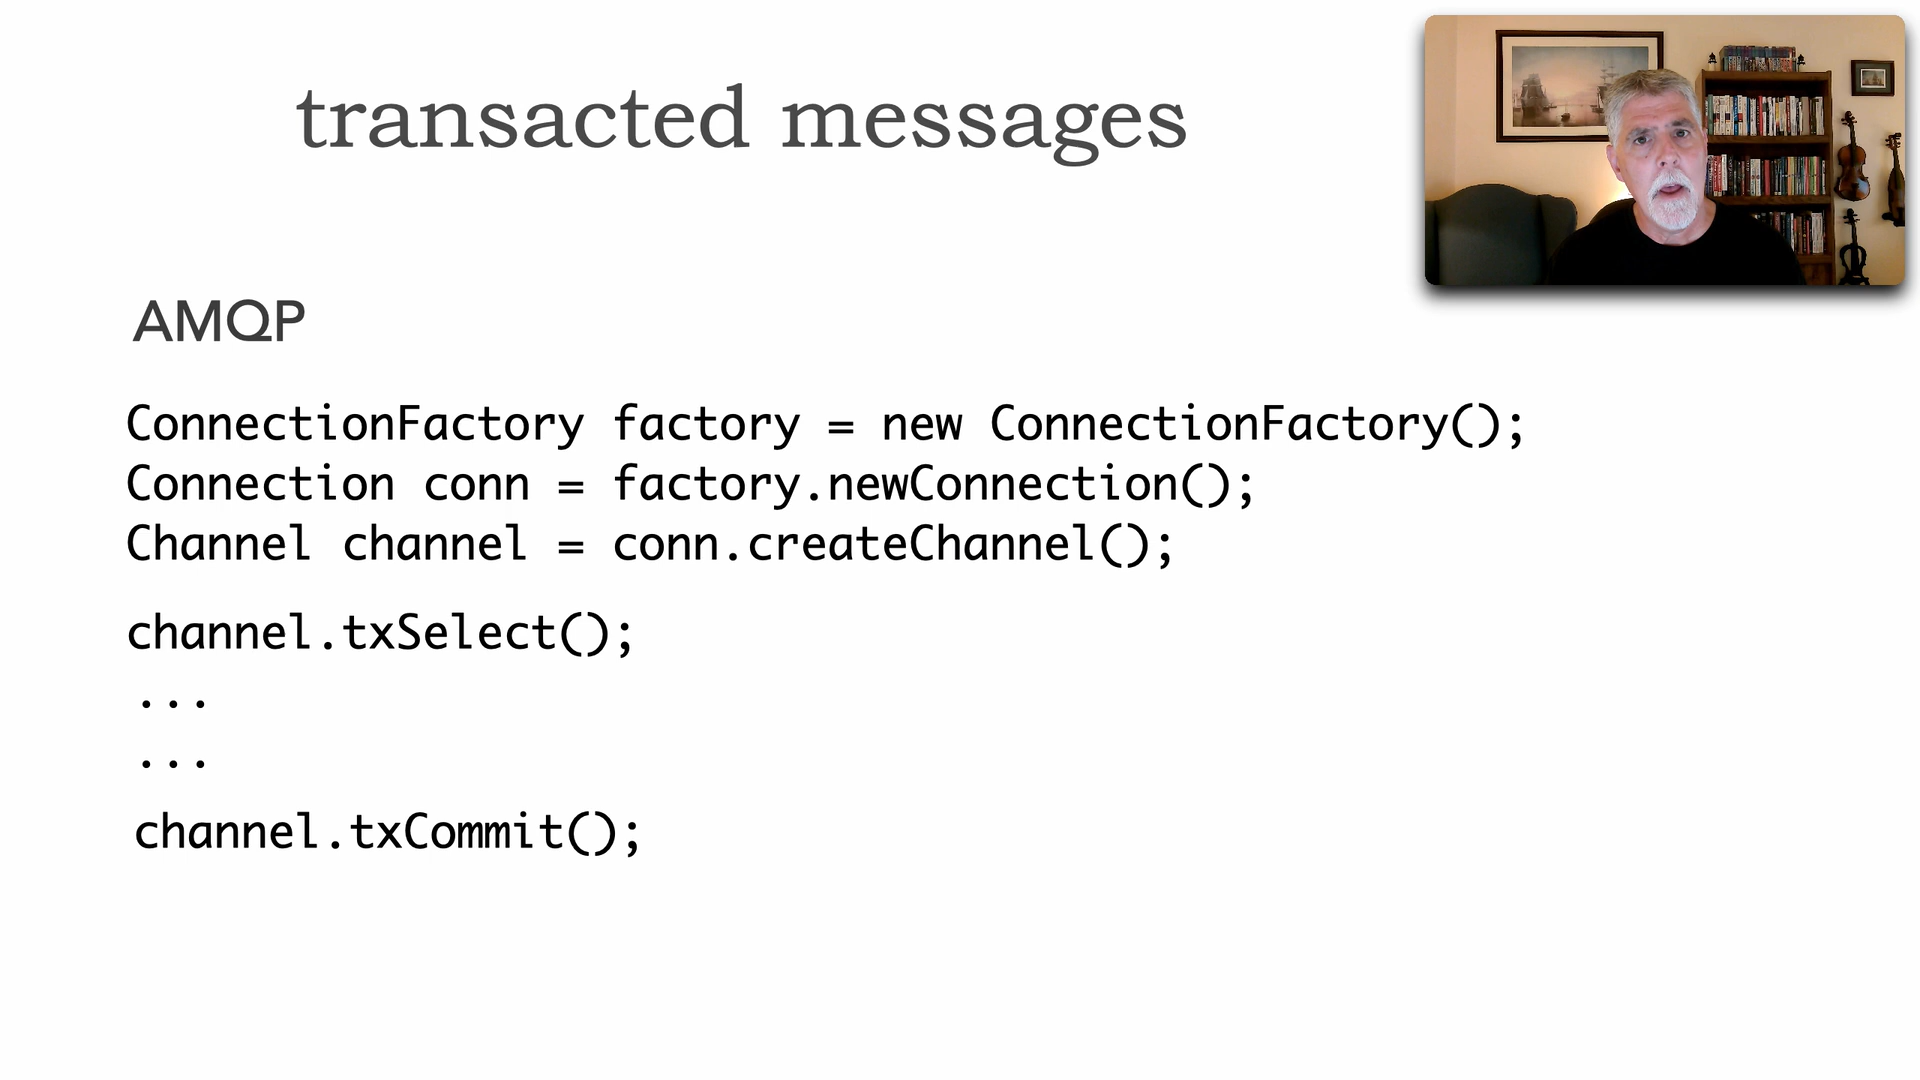 transacted messages
AMQP
ConnectionFactory factory = new ConnectionFactory();
Connection conn = factory.newConnection();
Channel channel = conn.createChannel();
channel.txSelect();
...
...
channel.txCommit();